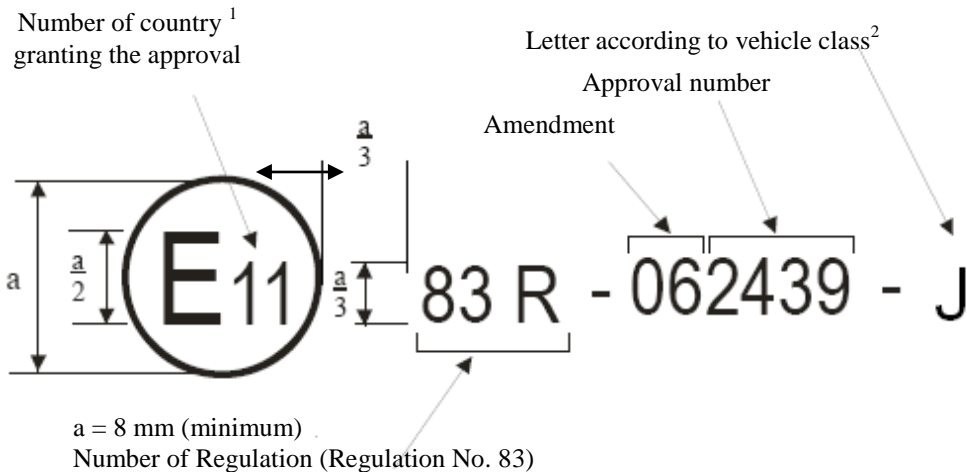 Number of country 1
granting the approval
Letter according to vehicle class2
Approval number
Amendment
a
3
a
a
2
E11
a
3
83 R - 062439 - J
a = 8 mm (minimum)
Number of Regulation (Regulation No. 83)